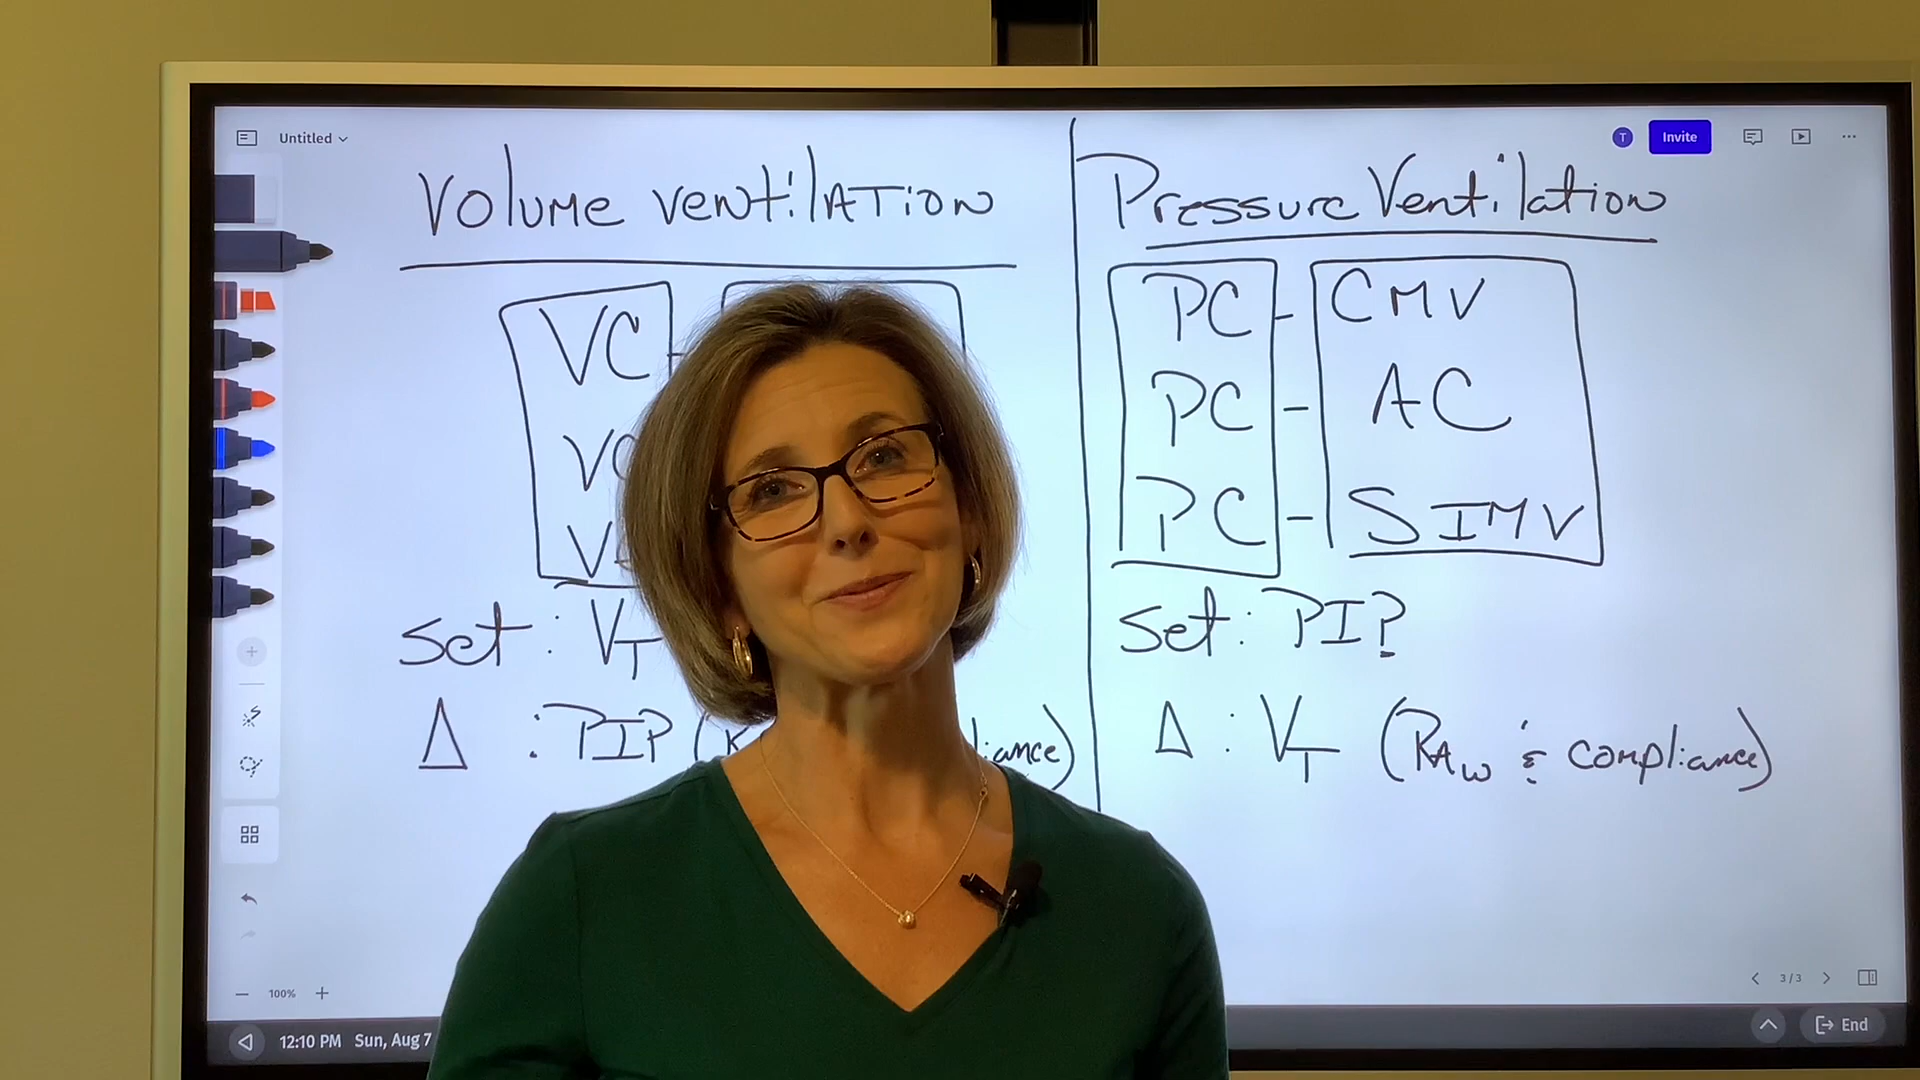 Untitled
T
Invite
Volume Ventilation
VC
set: VT
Δ : PIP (
Pressure Ventilation
PC - CMV
PC - AC
PC - SIMV
set: PIP
Δ : VT (RAW & compliance)
3/3
100%
12:10 PM Sun, Aug 7
End